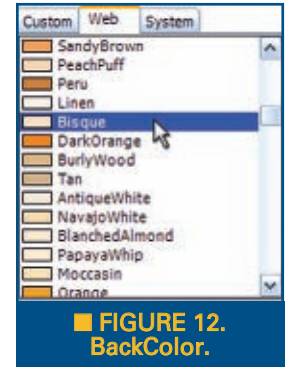 Custom Web System
SandyBrown
PeachPuff
Peru
Linen
Bisque
DarkOrange
BurlyWood
Tan
AntiqueWhite
NavajoWhite
BlanchedAlmond
PapayaWhip
Moccasin
Orange
FIGURE 12.
BackColor.